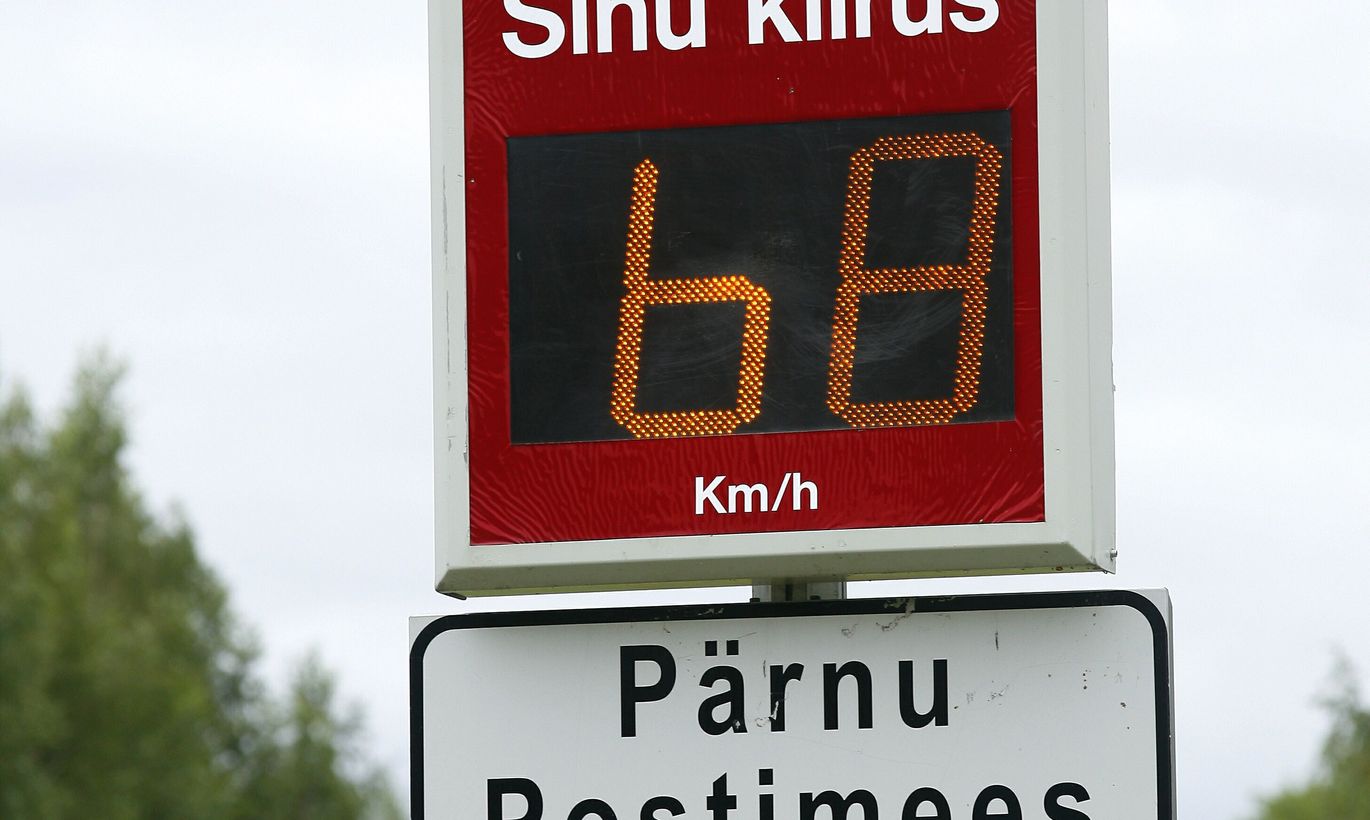 Sinu kiirus
68
Km/h
Pärnu
Postimees